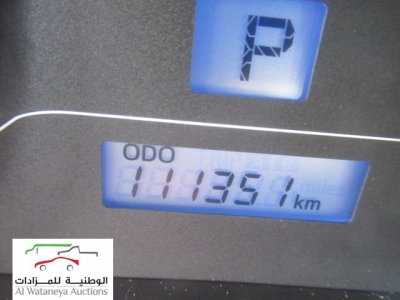 P
ODO
111351 km
الوطنية للمزادات
Al Wataneya Auctions